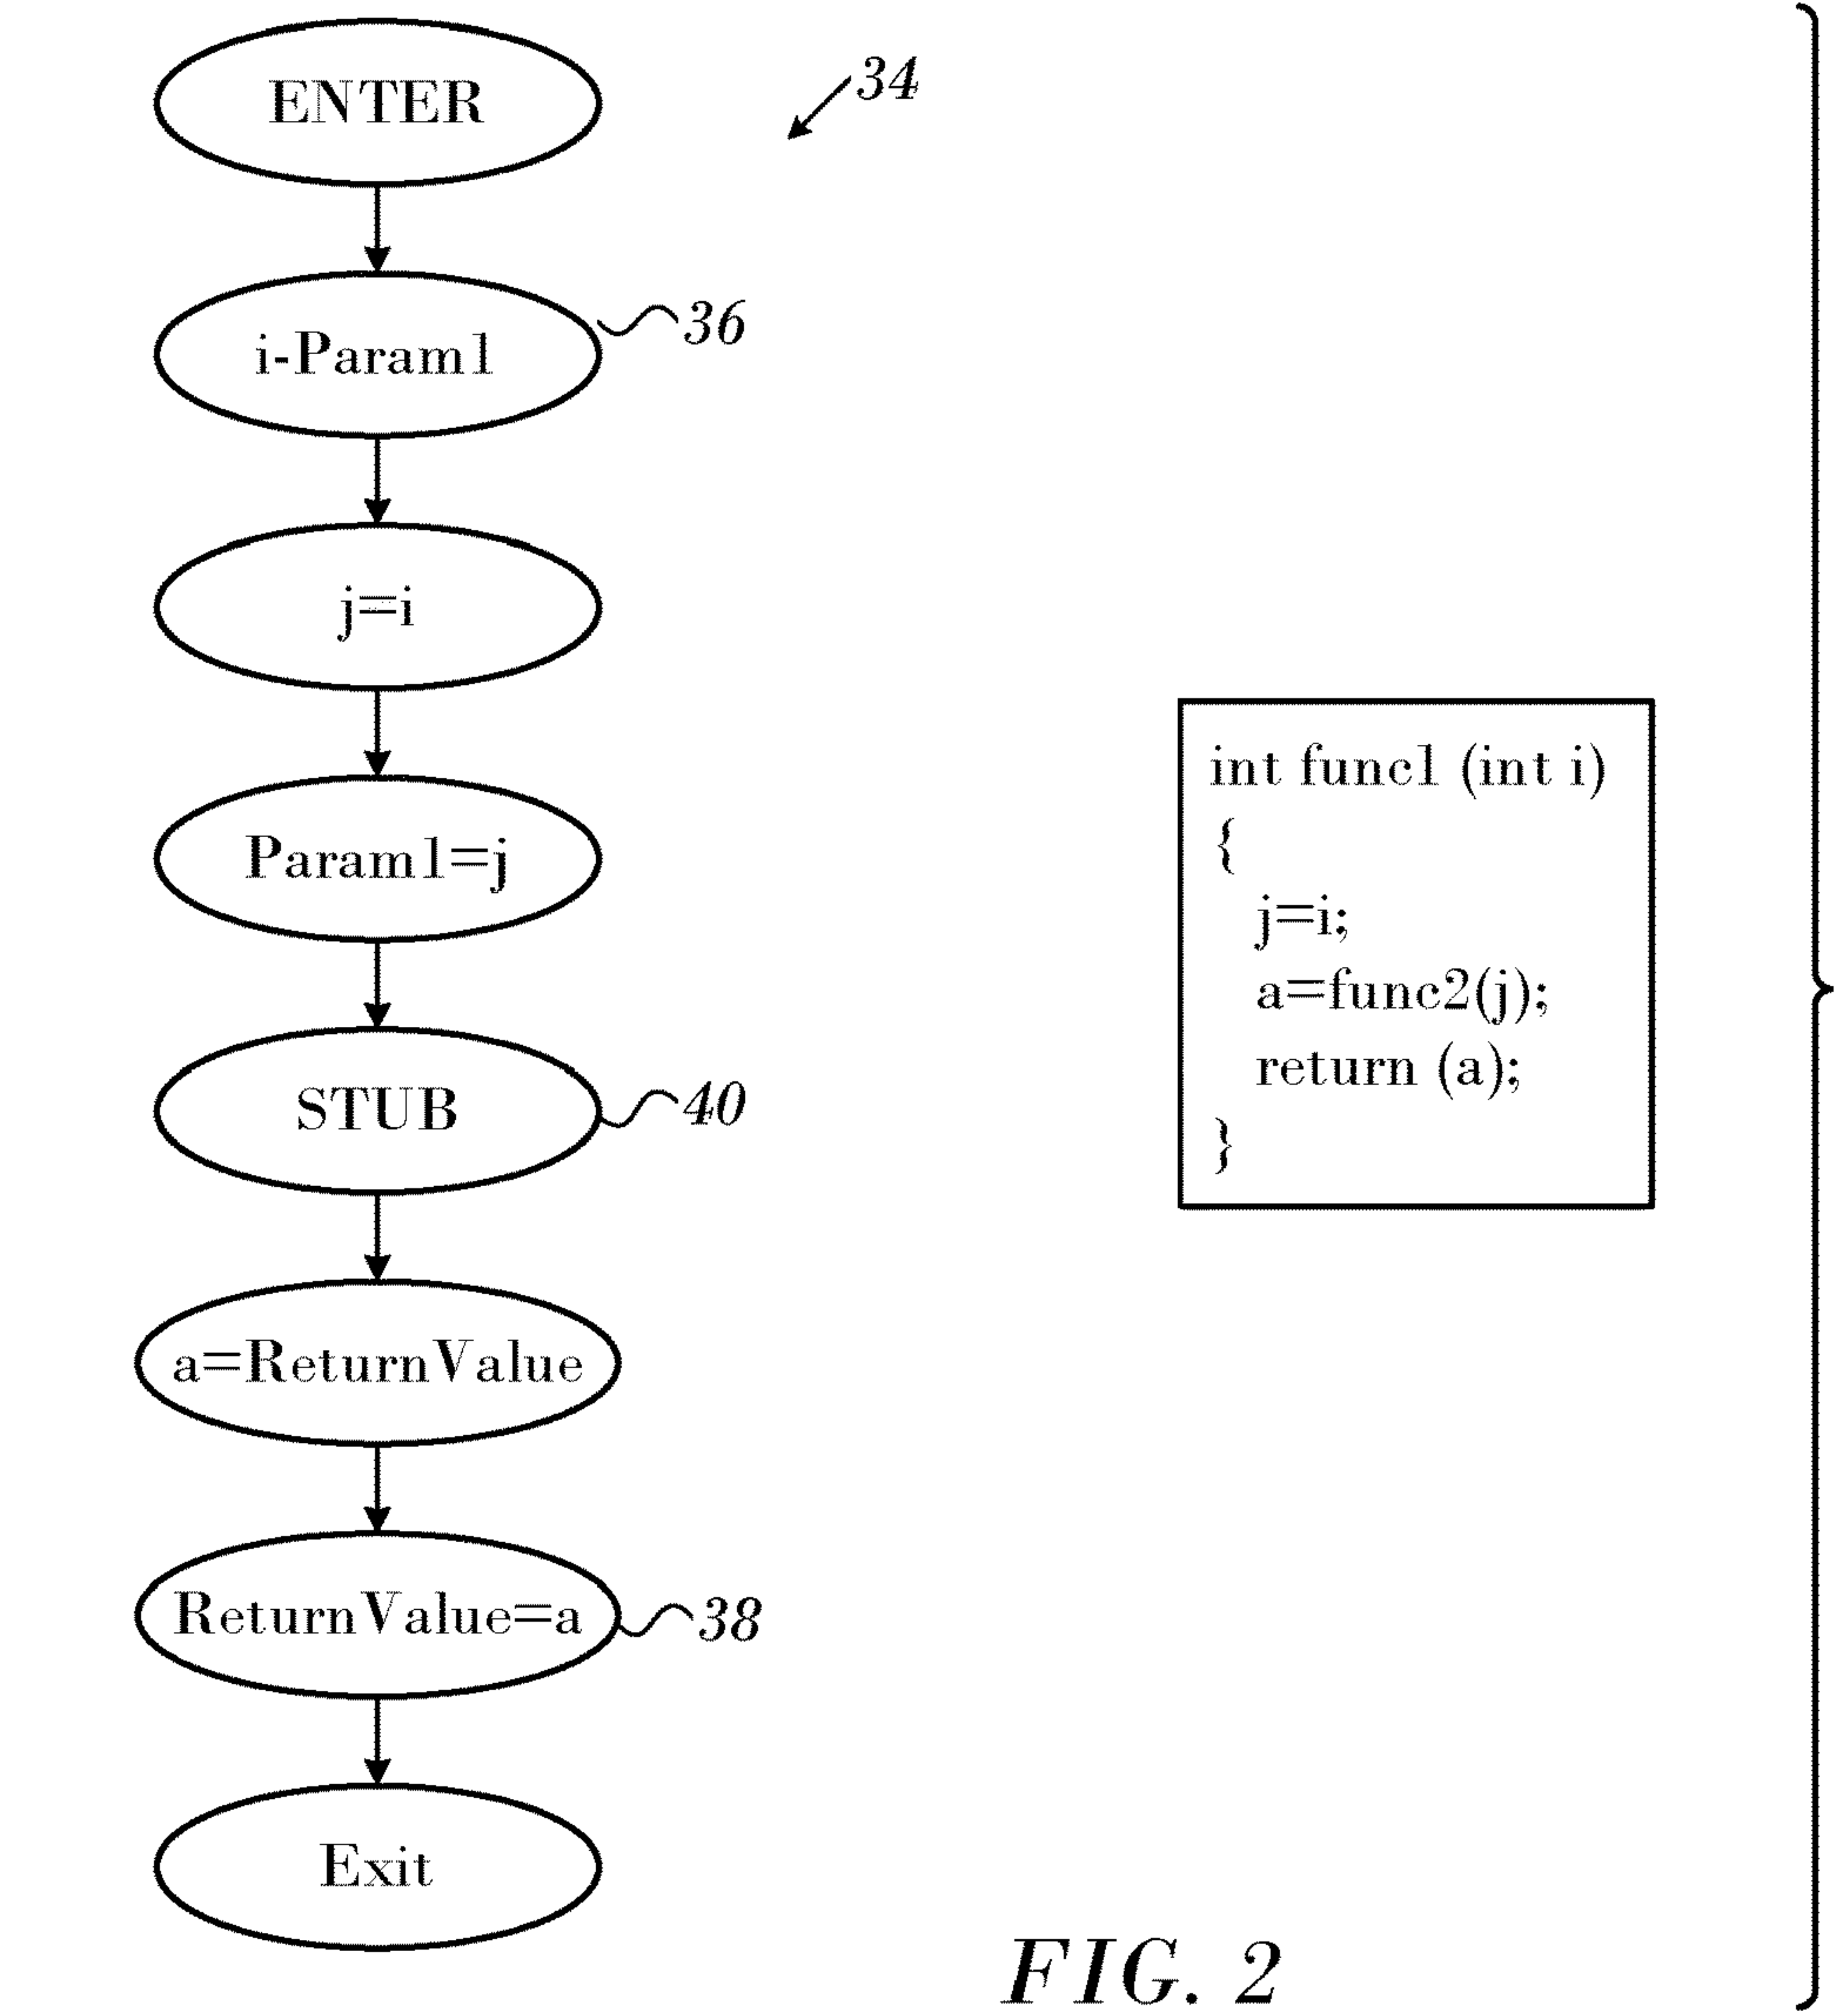 ENTER
34
i-Param1
36
j=i
Param1=j
STUB
40
a=ReturnValue
ReturnValue=a
38
Exit
int func1 (int i)
{
j=i;
a=func2(j);
return (a);
}
FIG. 2